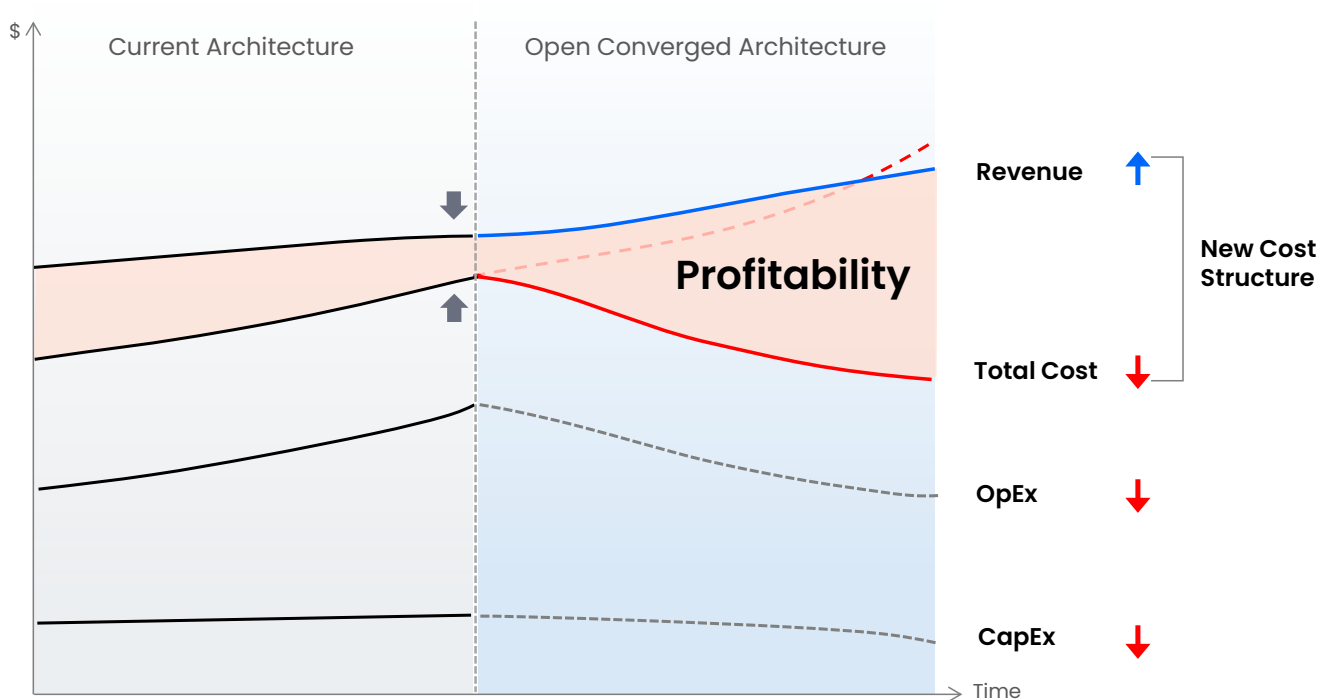 $
Current Architecture
Open Converged Architecture
Revenue
New Cost
Structure
Profitability
Total Cost
OpEx
CapEx
Time